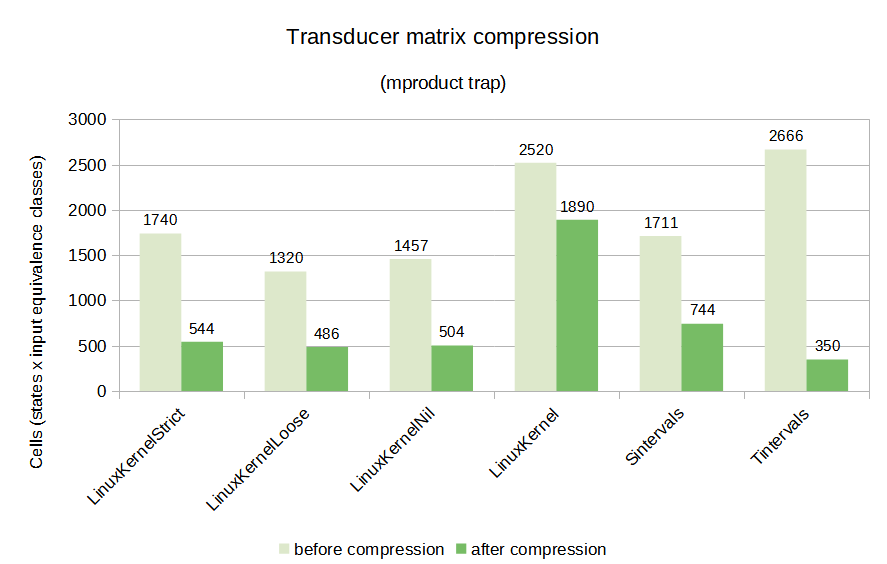 Transducer matrix compression
(mproduct trap)
Cells (states x input equivalence classes)
3000
2500
2000
1500
1000
500
0
1740
544
1320
486
1457
504
2520
1890
1711
744
2666
350
LinuxKernelStrict
LinuxKernelLoose
LinuxKernelNil
LinuxKernel
Sintervals
Tintervals
before compression
after compression